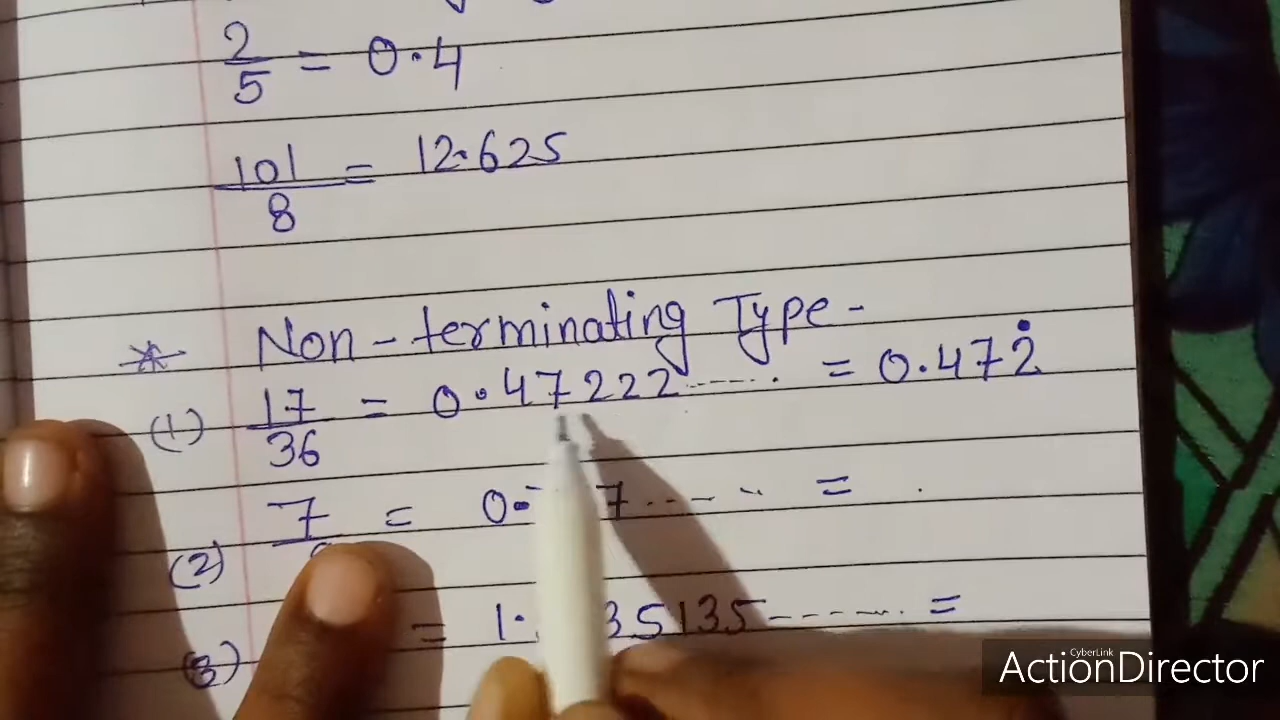 2/5 = 0.4
101/8 = 12.625
* Non-terminating Type-
(1) 17/36 = 0.47222...... = 0.472̇
(2) 7 = 0. 7..... =
(3) = 1. 35135....... =
CyberLink
ActionDirector